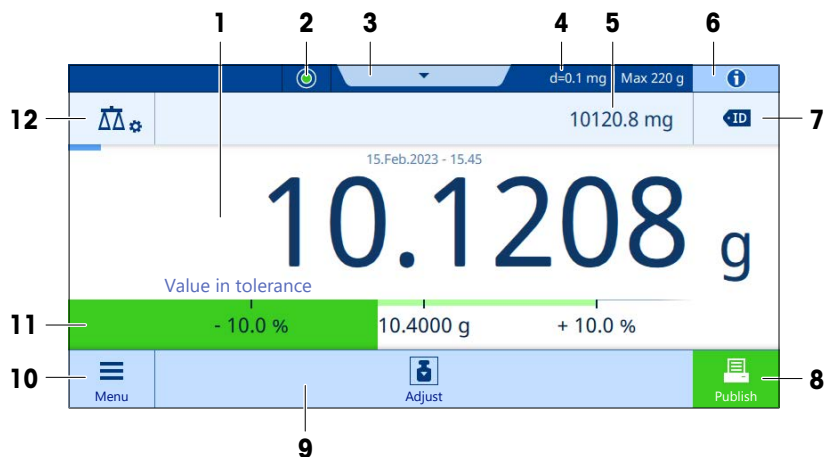 1 2 3 4 5 6
d=0.1 mg Max 220 g
12 10120.8 mg ID 7
15.Feb.2023 - 15.45
10.1208 g
Value in tolerance
11 - 10.0 % 10.4000 g + 10.0 %
10 8
Menu Adjust Publish
9